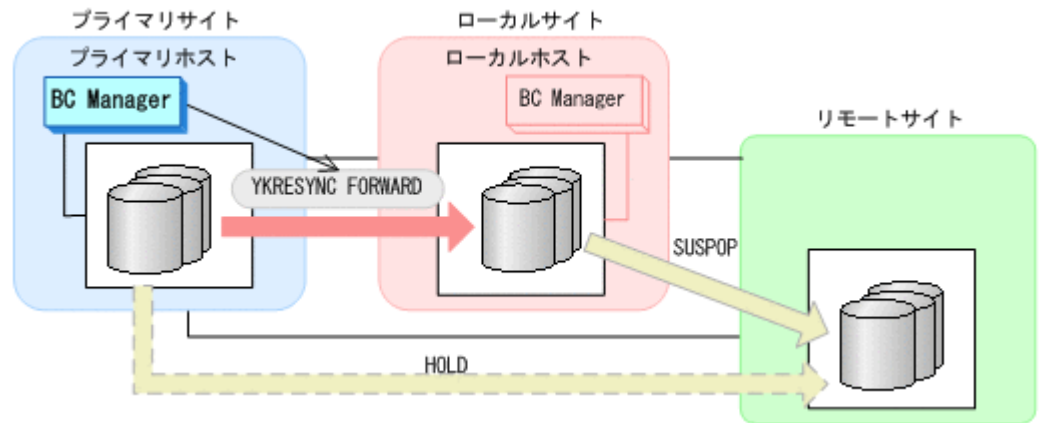 プライマリサイト
ローカルサイト
プライマリホスト
ローカルホスト
BC Manager
BC Manager
リモートサイト
YKRESYNC FORWARD
SUSPOP
HOLD